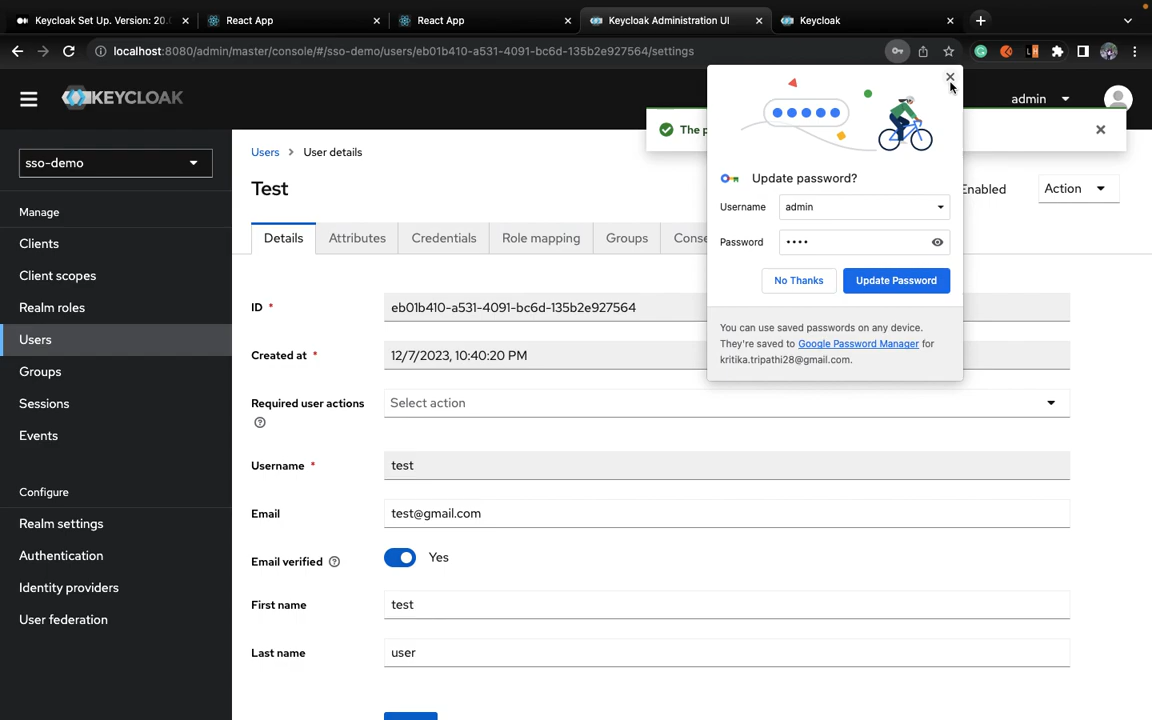 Keycloak Set Up. Version: 20.
React App
React App
Keycloak Administration UI
Keycloak
localhost:8080/admin/master/console/#/sso-demo/users/eb01b410-a531-4091-bc6d-135b2e927564/settings
KEYCLOAK
admin
The p
sso-demo
Manage
Clients
Client scopes
Realm roles
Users
Groups
Sessions
Events
Configure
Realm settings
Authentication
Identity providers
User federation
Users > User details
Test
Enabled
Action
Details
Attributes
Credentials
Role mapping
Groups
Conse
ID *
eb01b410-a531-4091-bc6d-135b2e927564
Created at *
12/7/2023, 10:40:20 PM
Required user actions
Select action
Username *
test
Email
test@gmail.com
Email verified
Yes
First name
test
Last name
user
Update password?
Username
admin
Password
••••
No Thanks
Update Password
You can use saved passwords on any device.
They're saved to Google Password Manager for
kritika.tripathi28@gmail.com.